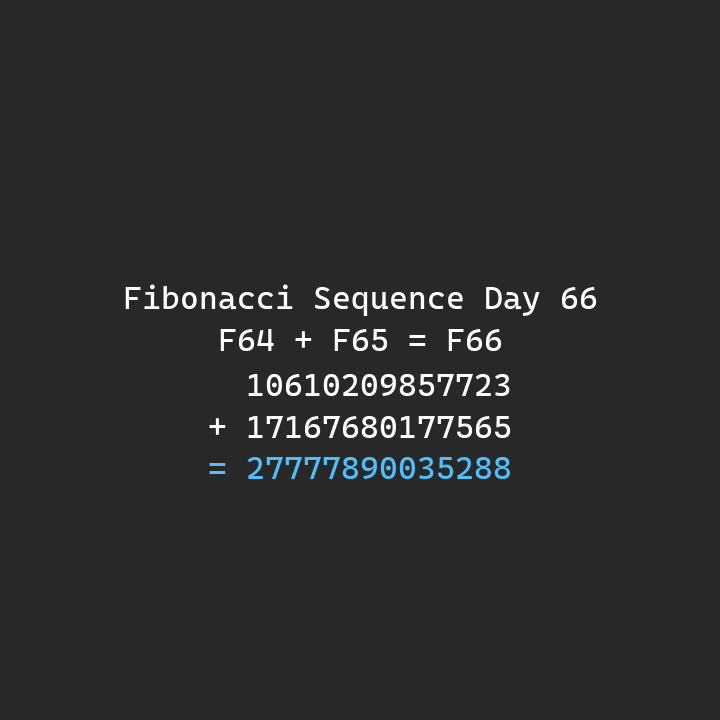 Fibonacci Sequence Day 66
F64 + F65 = F66
10610209857723
+ 17167680177565
= 27777890035288